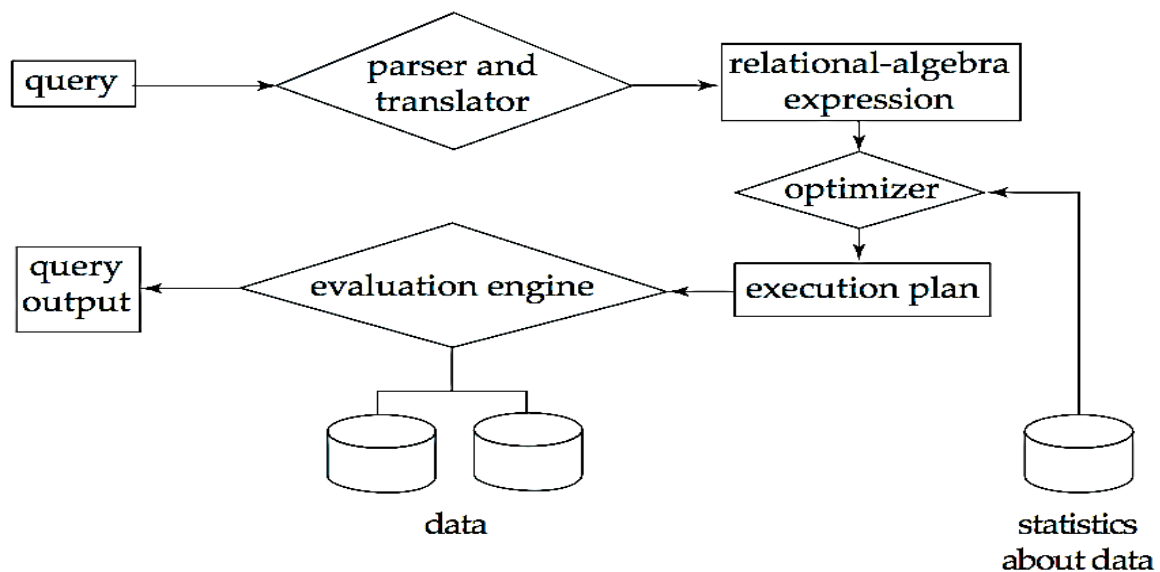 query
parser and
translator
relational-algebra
expression
optimizer
query
output
evaluation engine
execution plan
data
statistics
about data